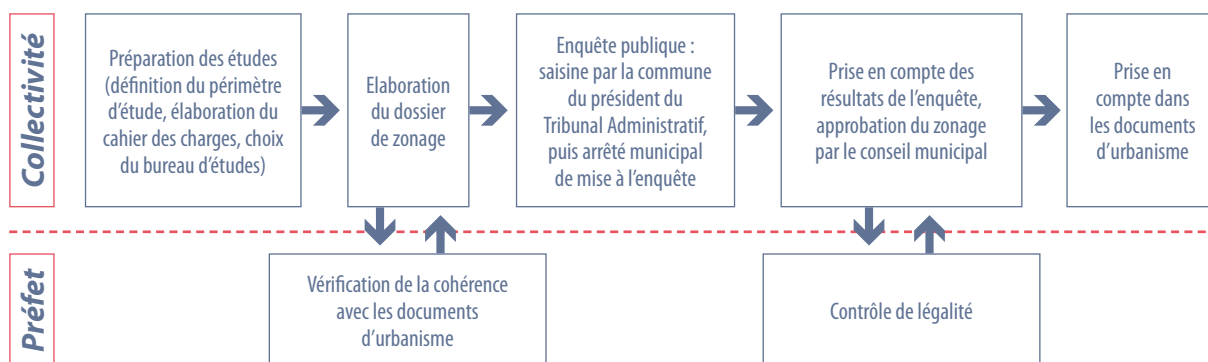 Collectivité
Préparation des études
(définition du périmètre
d'étude, élaboration du
cahier des charges, choix
du bureau d'études)
Elaboration
du dossier
de zonage
Enquête publique :
saisine par la commune
du président du
Tribunal Administratif,
puis arrêté municipal
de mise à l'enquête
Prise en compte des
résultats de l'enquête,
approbation du zonage
par le conseil municipal
Prise en
compte dans
les documents
d'urbanisme
Préfet
Vérification de la cohérence
avec les documents
d'urbanisme
Contrôle de légalité